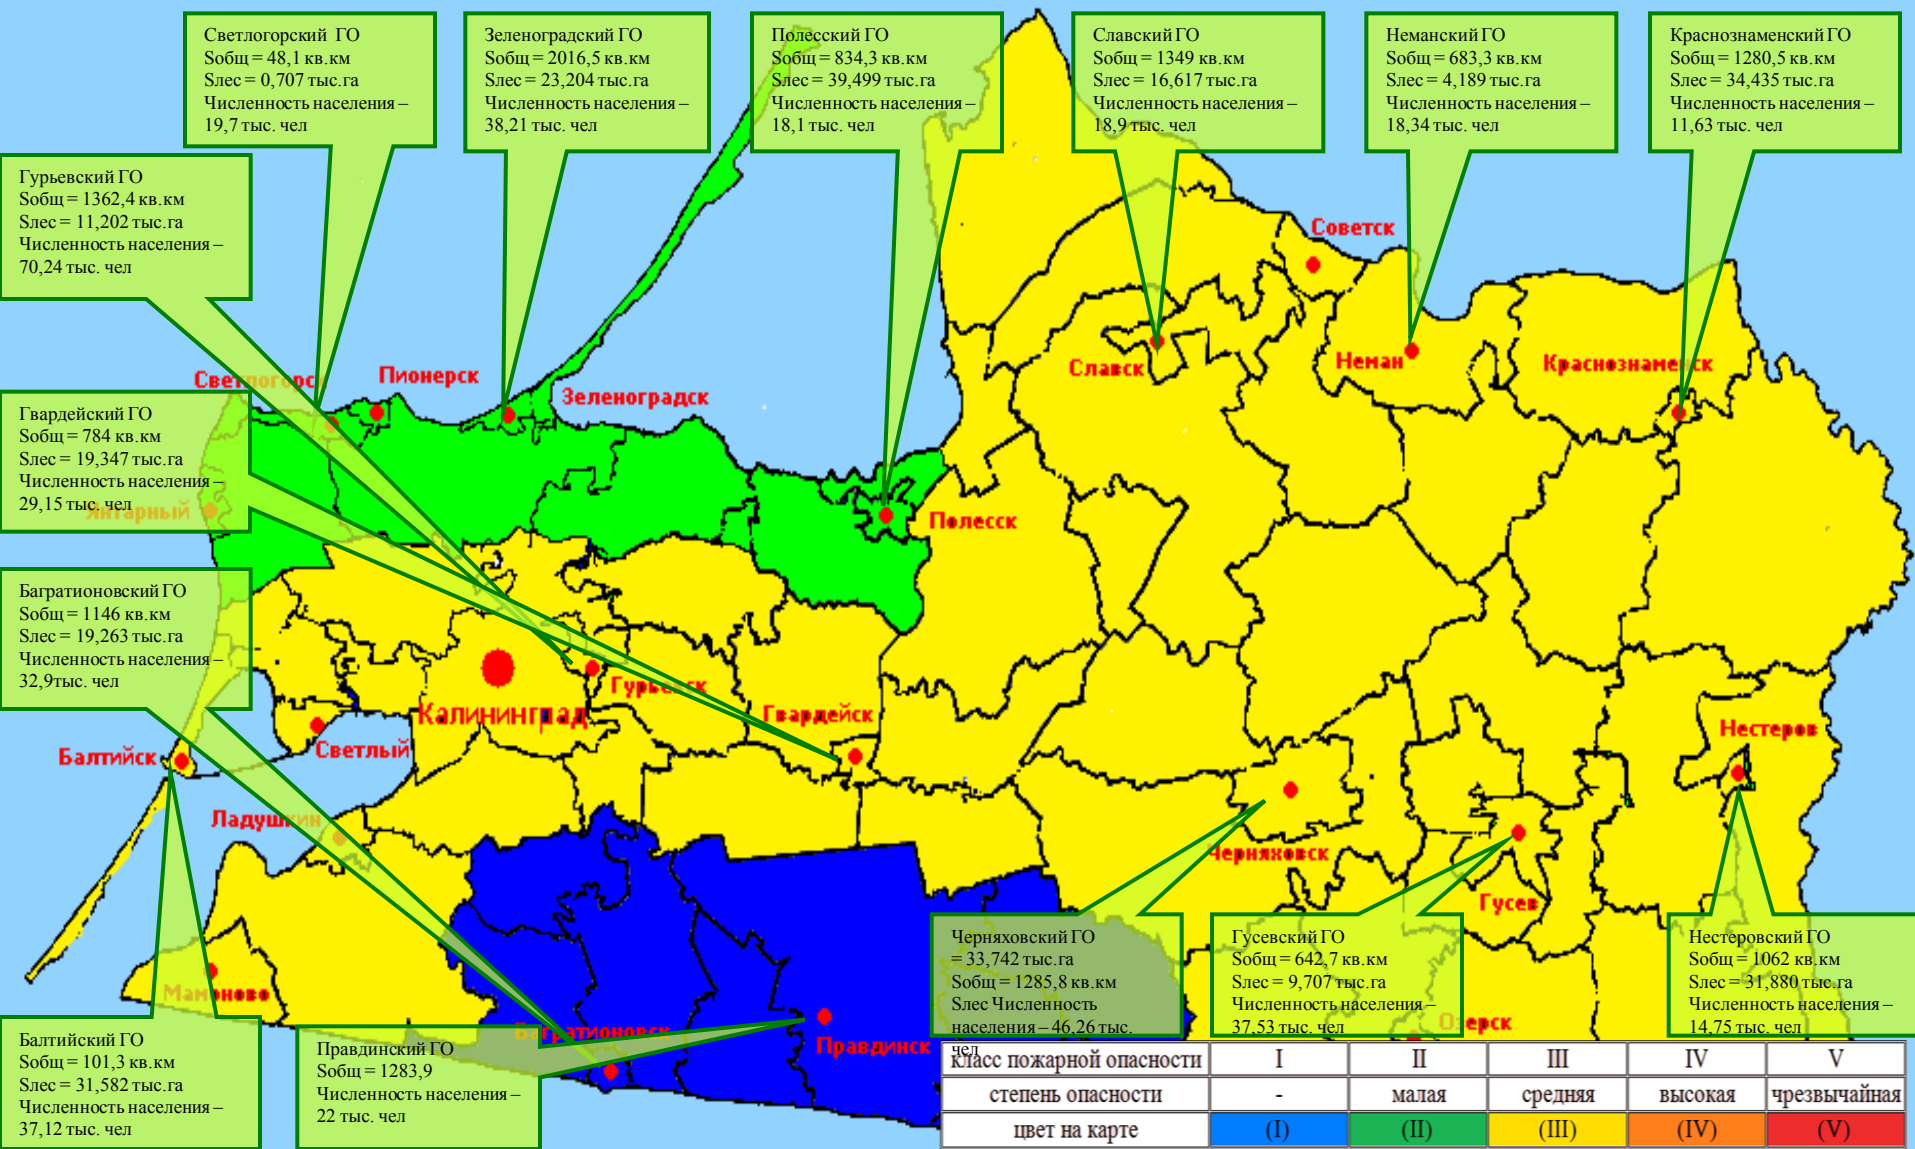 Светлогорский ГО
Sобщ = 48,1 кв.км
Sлес = 0,707 тыс.га
Численность населения –
19,7 тыс. чел
Зеленоградский ГО
Sобщ = 2016,5 кв.км
Sлес = 23,204 тыс.га
Численность населения –
38,21 тыс. чел
Полесский ГО
Sобщ = 834,3 кв.км
Sлес = 39,499 тыс.га
Численность населения –
18,1 тыс. чел
Славский ГО
Sобщ = 1349 кв.км
Sлес = 16,617 тыс.га
Численность населения –
18,9 тыс. чел
Неманский ГО
Sобщ = 683,3 кв.км
Sлес = 4,189 тыс.га
Численность населения –
18,34 тыс. чел
Краснознаменский ГО
Sобщ = 1280,5 кв.км
Sлес = 34,435 тыс.га
Численность населения –
11,63 тыс. чел
Гурьевский ГО
Sобщ = 1362,4 кв.км
Sлес = 11,202 тыс.га
Численность населения –
70,24 тыс. чел
Советск
Светлогорск
Пионерск
Зеленоградск
Славск
Неман
Краснознаменск
Гвардейский ГО
Sобщ = 784 кв.км
Sлес = 19,347 тыс.га
Численность населения –
29,15 тыс. чел
Янтарный
Полесск
Багратионовский ГО
Sобщ = 1146 кв.км
Sлес = 19,263 тыс.га
Численность населения –
32,9тыс. чел
Гурьевск
Калининград
Гвардейск
Нестеров
Балтийск
Светлый
Ладушкин
Черняховск
Гусев
Мамоново
Багратионовск
Правдинск
Озерск
Черняховский ГО
= 33,742 тыс.га
Sобщ = 1285,8 кв.км
Sлес Численность
населения – 46,26 тыс.
чел
Гусевский ГО
Sобщ = 642,7 кв.км
Sлес = 9,707 тыс.га
Численность населения –
37,53 тыс. чел
Нестеровский ГО
Sобщ = 1062 кв.км
Sлес = 31,880 тыс.га
Численность населения –
14,75 тыс. чел
Балтийский ГО
Sобщ = 101,3 кв.км
Sлес = 31,582 тыс.га
Численность населения –
37,12 тыс. чел
Правдинский ГО
Sобщ = 1283,9
Численность населения –
22 тыс. чел
класс пожарной опасности I II III IV V
степень опасности - малая средняя высокая чрезвычайная
цвет на карте (I) (II) (III) (IV) (V)